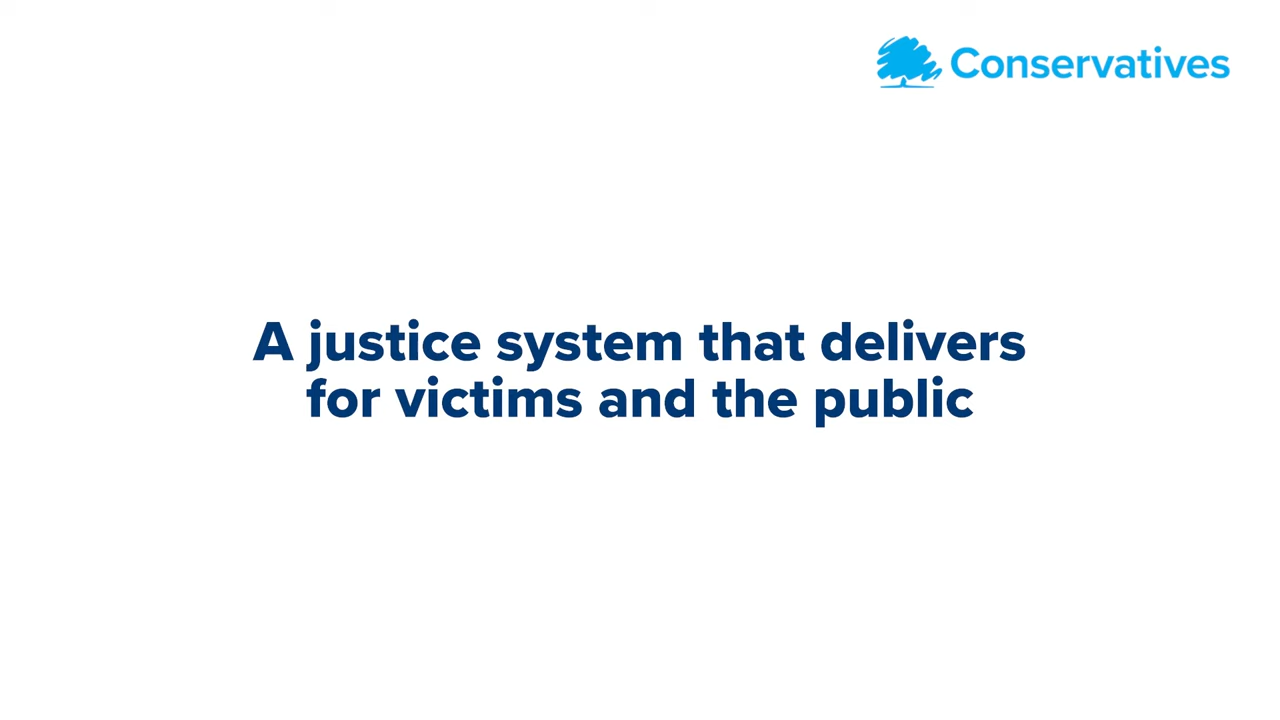 Conservatives
A justice system that delivers
for victims and the public